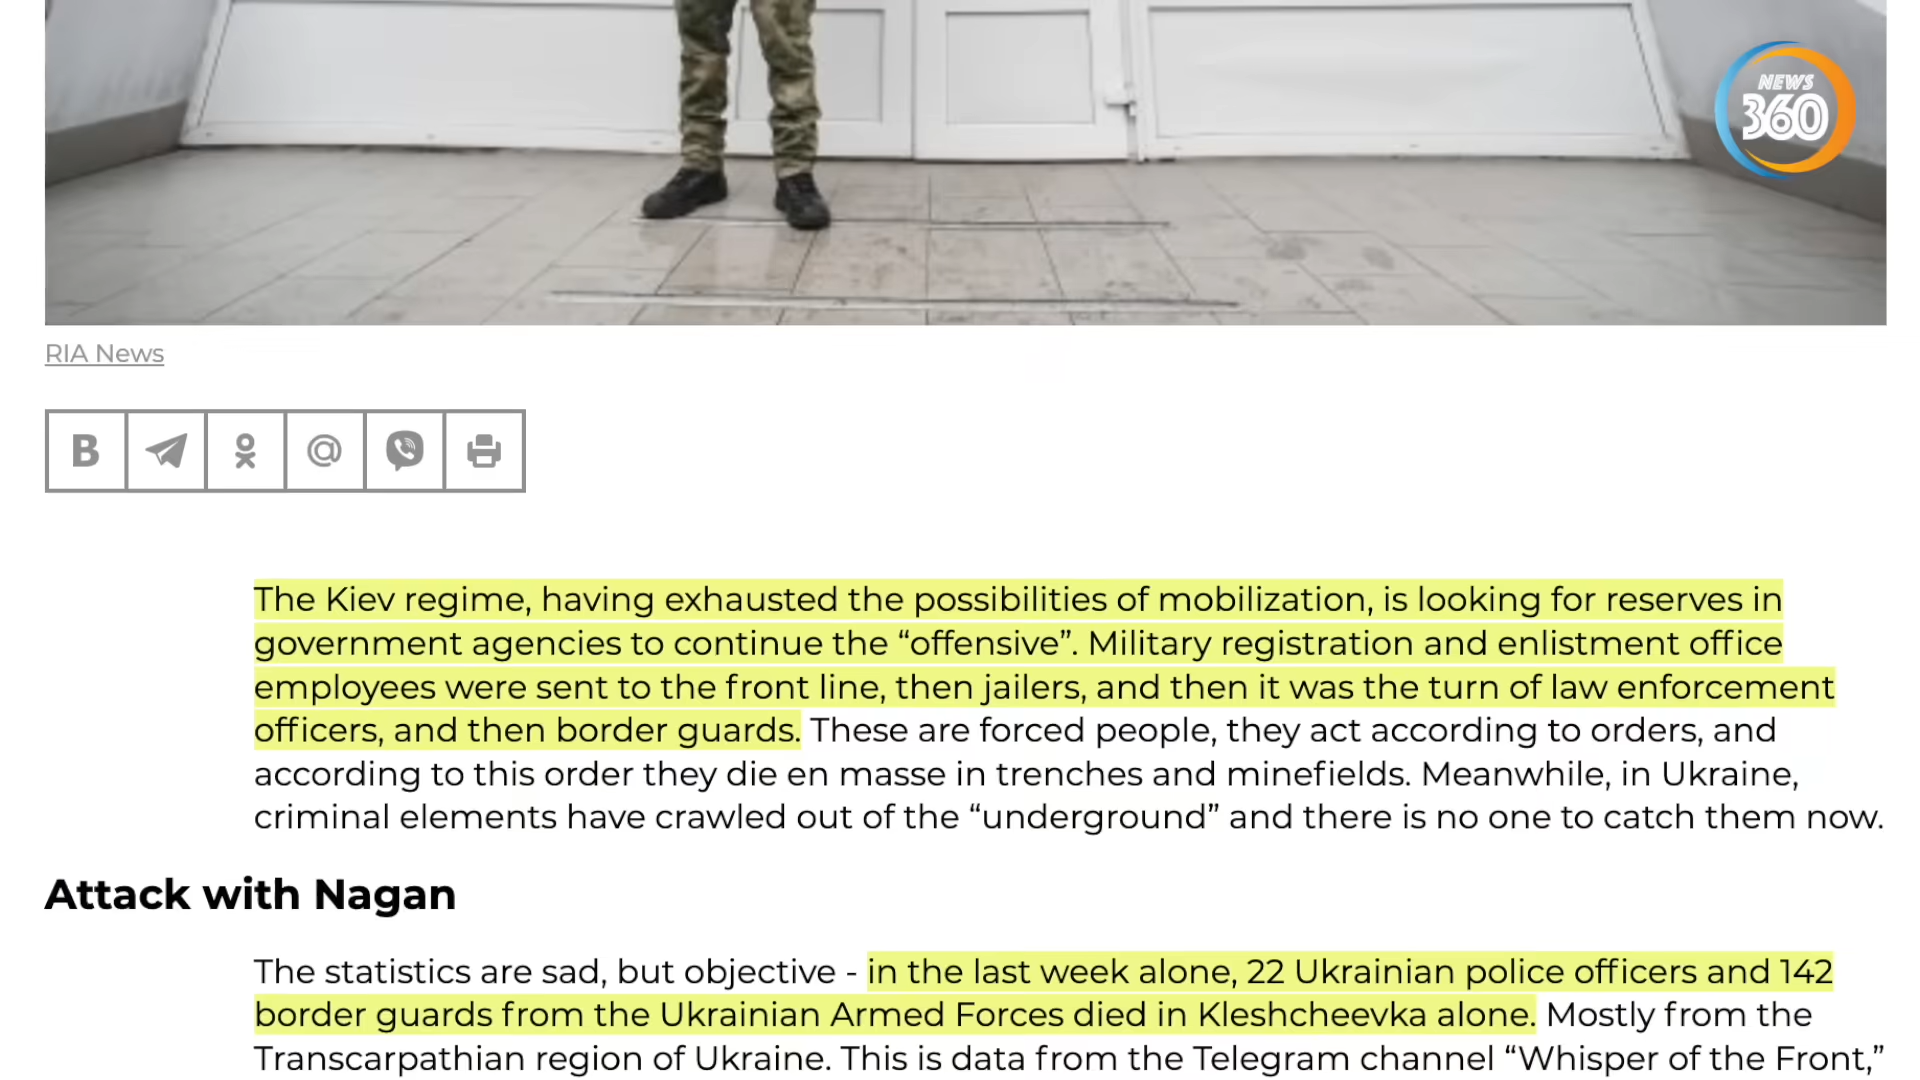 NEWS
360
RIA News
B
@
The Kiev regime, having exhausted the possibilities of mobilization, is looking for reserves in
government agencies to continue the “offensive”. Military registration and enlistment office
employees were sent to the front line, then jailers, and then it was the turn of law enforcement
officers, and then border guards. These are forced people, they act according to orders, and
according to this order they die en masse in trenches and minefields. Meanwhile, in Ukraine,
criminal elements have crawled out of the “underground” and there is no one to catch them now.
Attack with Nagan
The statistics are sad, but objective - in the last week alone, 22 Ukrainian police officers and 142
border guards from the Ukrainian Armed Forces died in Kleshcheevka alone. Mostly from the
Transcarpathian region of Ukraine. This is data from the Telegram channel “Whisper of the Front,”